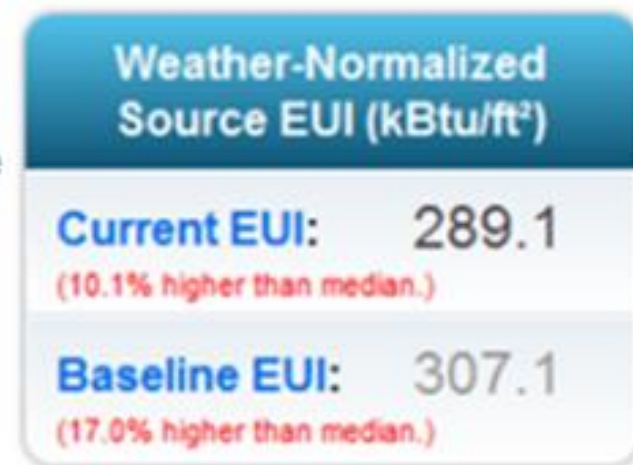 Weather-Normalized
Source EUI (kBtu/ft²)
Current EUI: 289.1
(10.1% higher than median.)
Baseline EUI: 307.1
(17.0% higher than median.)